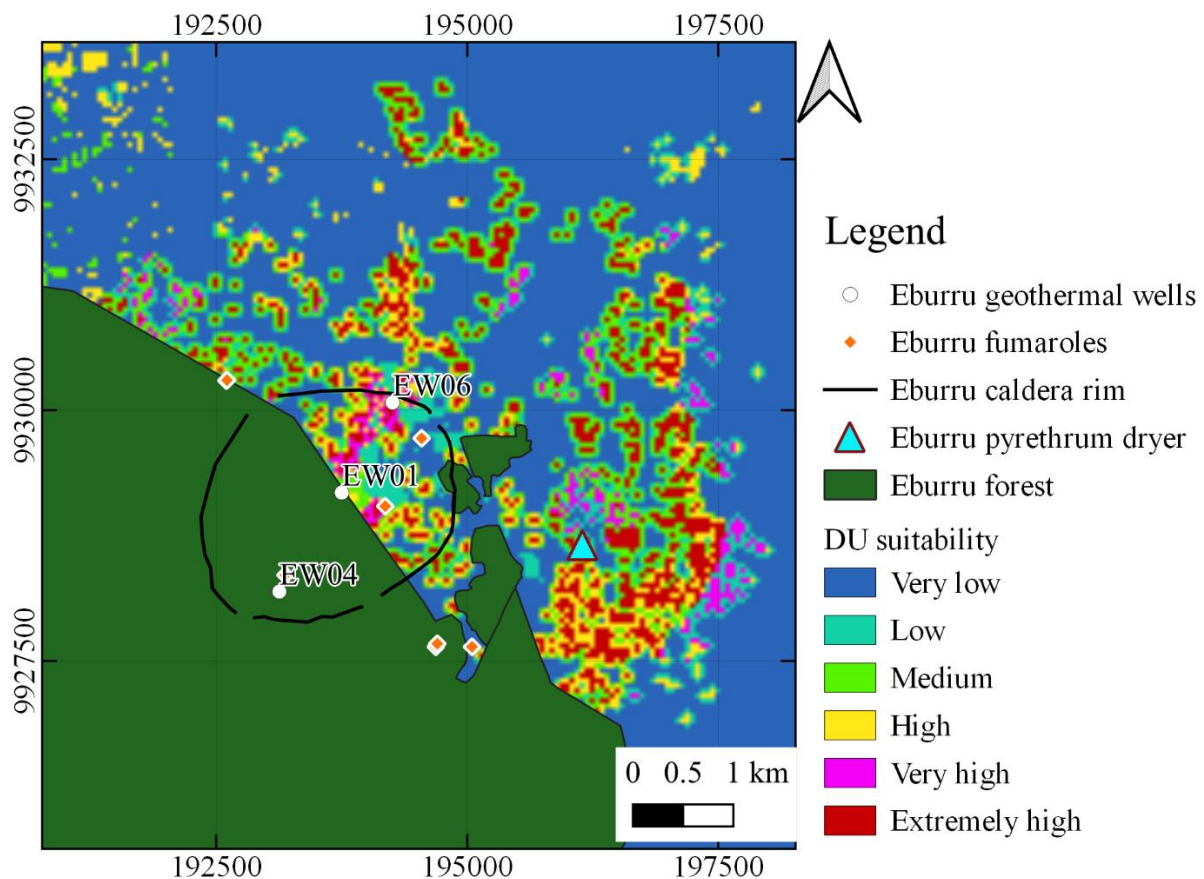 192500 195000 197500
9932500
9930000
9927500
EW06
EW01
EW04
0 0.5 1 km
192500 195000 197500
Legend
Eburru geothermal wells
Eburru fumaroles
Eburru caldera rim
Eburru pyrethrum dryer
Eburru forest
DU suitability
Very low
Low
Medium
High
Very high
Extremely high